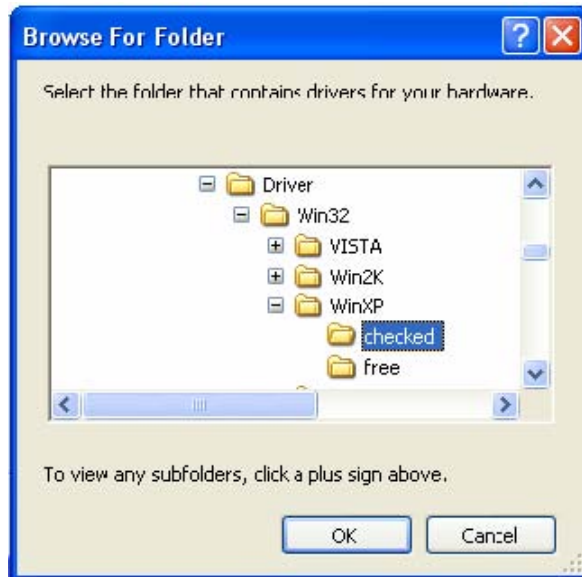 Browse For Folder
Select the folder that contains drivers for your hardware.
Driver
Win32
VISTA
Win2K
WinXP
checked
free
To view any subfolders, click a plus sign above.
OK
Cancel